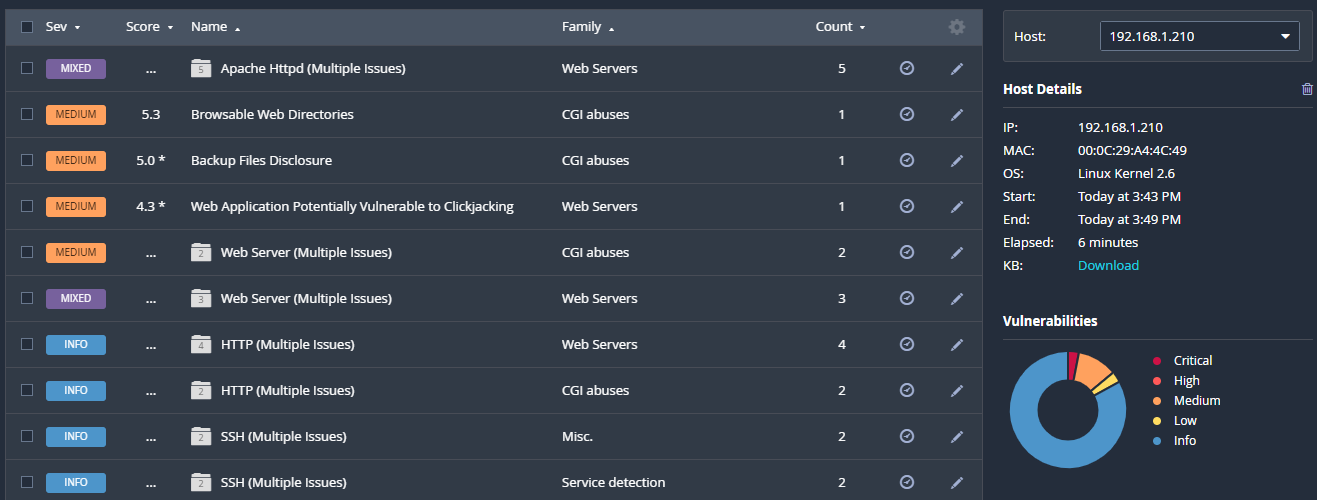 Sev Score Name Family Count
MIXED ... 5 Apache Httpd (Multiple Issues) Web Servers 5
MEDIUM 5.3 Browsable Web Directories CGI abuses 1
MEDIUM 5.0 * Backup Files Disclosure CGI abuses 1
MEDIUM 4.3 * Web Application Potentially Vulnerable to Clickjacking Web Servers 1
MEDIUM ... 2 Web Server (Multiple Issues) CGI abuses 2
MIXED ... 3 Web Server (Multiple Issues) Web Servers 3
INFO ... 4 HTTP (Multiple Issues) Web Servers 4
INFO ... 2 HTTP (Multiple Issues) CGI abuses 2
INFO ... 2 SSH (Multiple Issues) Misc. 2
INFO ... 2 SSH (Multiple Issues) Service detection 2
Host: 192.168.1.210
Host Details
IP: 192.168.1.210
MAC: 00:0C:29:A4:4C:49
OS: Linux Kernel 2.6
Start: Today at 3:43 PM
End: Today at 3:49 PM
Elapsed: 6 minutes
KB: Download
Vulnerabilities
Critical
High
Medium
Low
Info